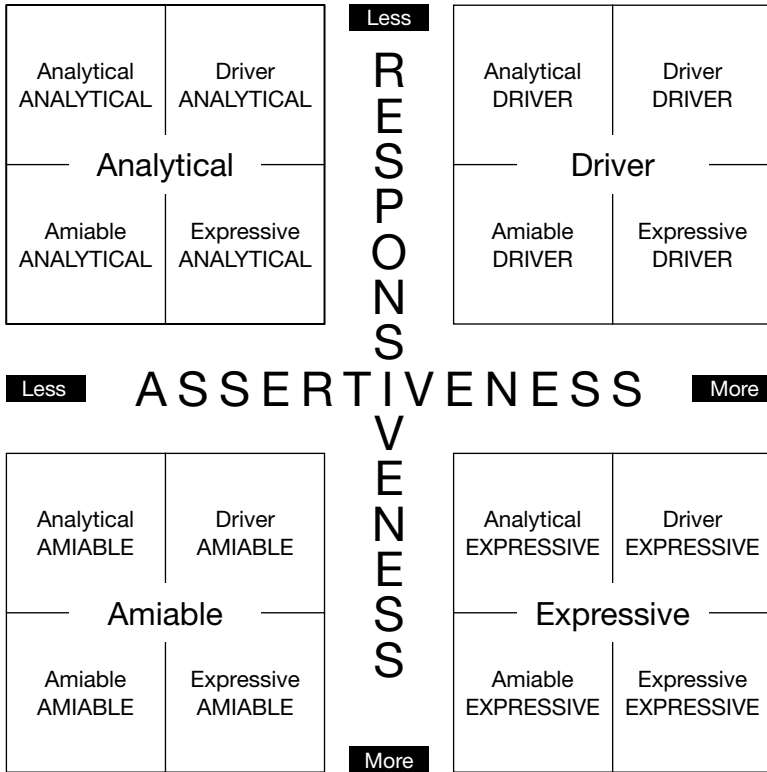 Less
Analytical
ANALYTICAL
Driver
ANALYTICAL
Analytical
Amiable
ANALYTICAL
Expressive
ANALYTICAL
Analytical
DRIVER
Driver
DRIVER
Driver
Amiable
DRIVER
Expressive
DRIVER
RESPONSIVENESS
Less
ASSERTIVENESS
More
Analytical
AMIABLE
Driver
AMIABLE
Amiable
Amiable
AMIABLE
Expressive
AMIABLE
Analytical
EXPRESSIVE
Driver
EXPRESSIVE
Expressive
Amiable
EXPRESSIVE
Expressive
EXPRESSIVE
More